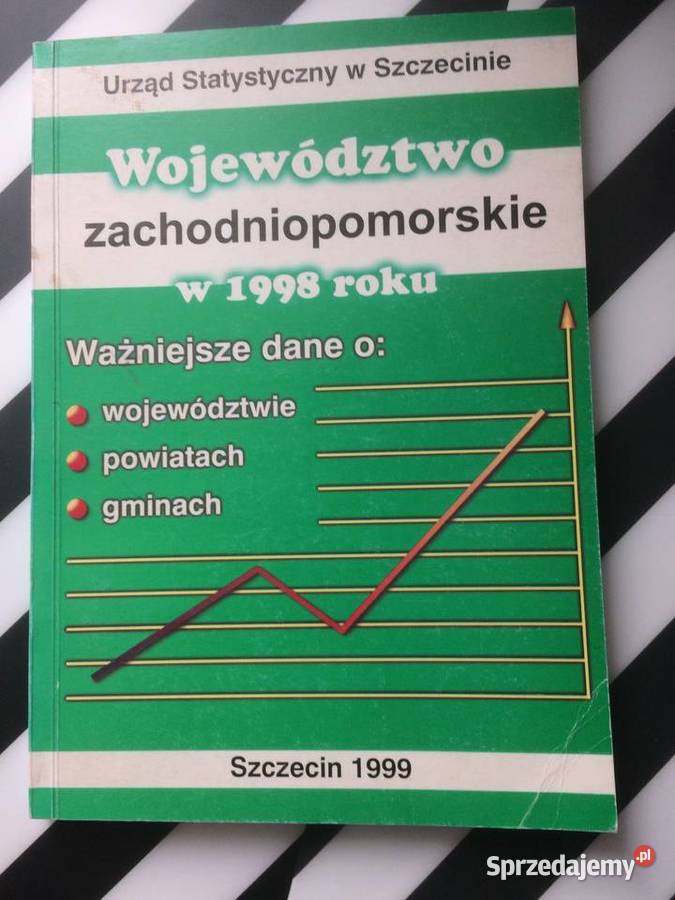 Urząd Statystyczny w Szczecinie
Województwo
zachodniopomorskie
w 1998 roku
Ważniejsze dane o:
województwie
powiatach
gminach
Szczecin 1999
Sprzedajemy.pl